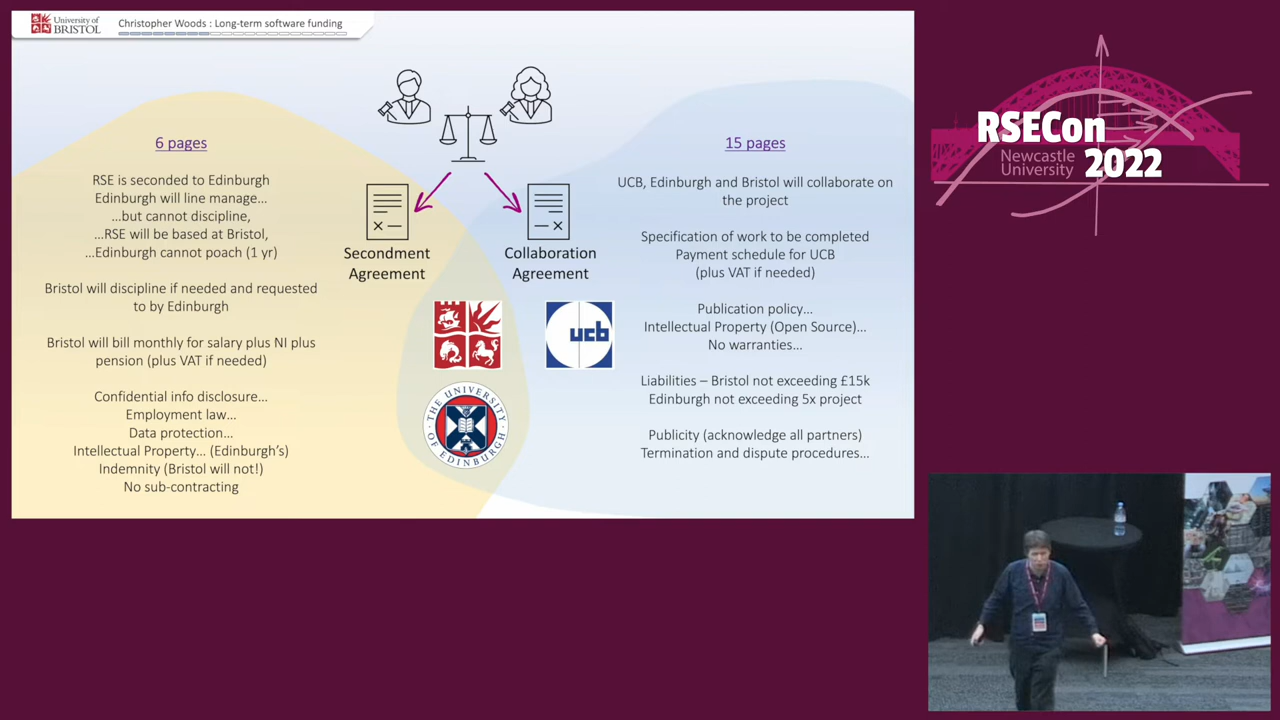 University of
BRISTOL
Christopher Woods : Long-term software funding
6 pages
RSE is seconded to Edinburgh
Edinburgh will line manage...
...but cannot discipline,
...RSE will be based at Bristol,
...Edinburgh cannot poach (1 yr)
Bristol will discipline if needed and requested
to by Edinburgh
Bristol will bill monthly for salary plus NI plus
pension (plus VAT if needed)
Confidential info disclosure...
Employment law...
Data protection...
Intellectual Property... (Edinburgh's)
Indemnity (Bristol will not!)
No sub-contracting
Secondment
Agreement
Collaboration
Agreement
ucb
THE UNIVERSITY
OF EDINBURGH
15 pages
UCB, Edinburgh and Bristol will collaborate on
the project
Specification of work to be completed
Payment schedule for UCB
(plus VAT if needed)
Publication policy...
Intellectual Property (Open Source)...
No warranties...
Liabilities – Bristol not exceeding £15k
Edinburgh not exceeding 5x project
Publicity (acknowledge all partners)
Termination and dispute procedures...
RSECon
Newcastle
University
2022